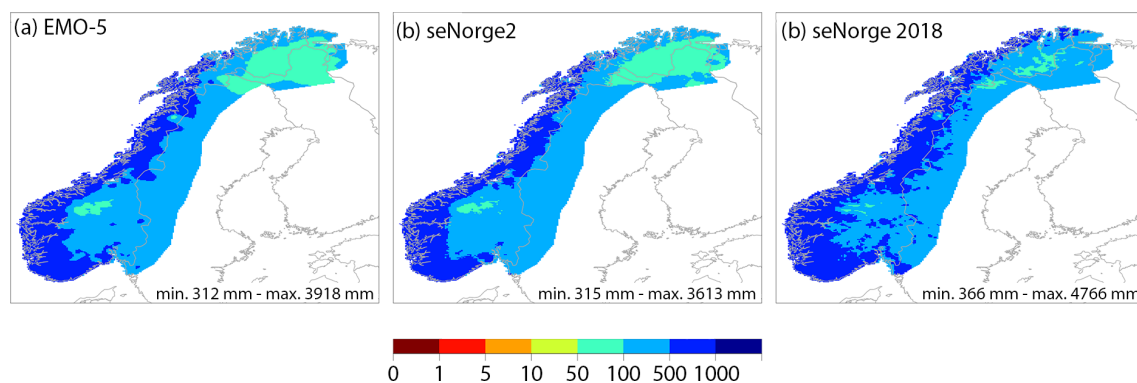 (a) EMO-5
(b) seNorge2
(b) seNorge 2018
min. 312 mm - max. 3918 mm
min. 315 mm - max. 3613 mm
min. 366 mm - max. 4766 mm
0 1 5 10 50 100 500 1000